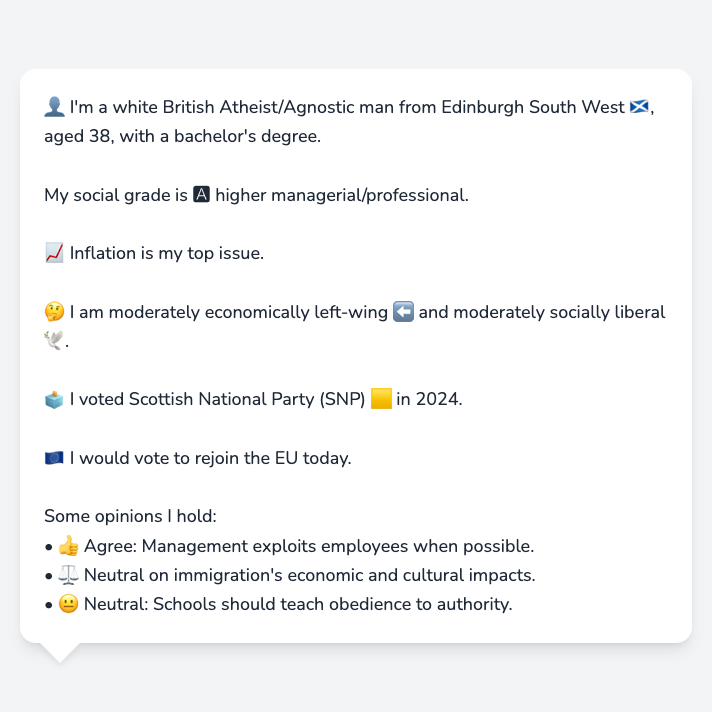 👤 I'm a white British Atheist/Agnostic man from Edinburgh South West 🏴󠁧󠁢󠁳󠁣󠁴󠁿,
aged 38, with a bachelor's degree.
My social grade is 🅰 higher managerial/professional.
📈 Inflation is my top issue.
🤔 I am moderately economically left-wing ⬅️ and moderately socially liberal
🕊️.
🗳️ I voted Scottish National Party (SNP) 🟨 in 2024.
🇪🇺 I would vote to rejoin the EU today.
Some opinions I hold:
• 👍 Agree: Management exploits employees when possible.
• ⚖️ Neutral on immigration's economic and cultural impacts.
• 😐 Neutral: Schools should teach obedience to authority.